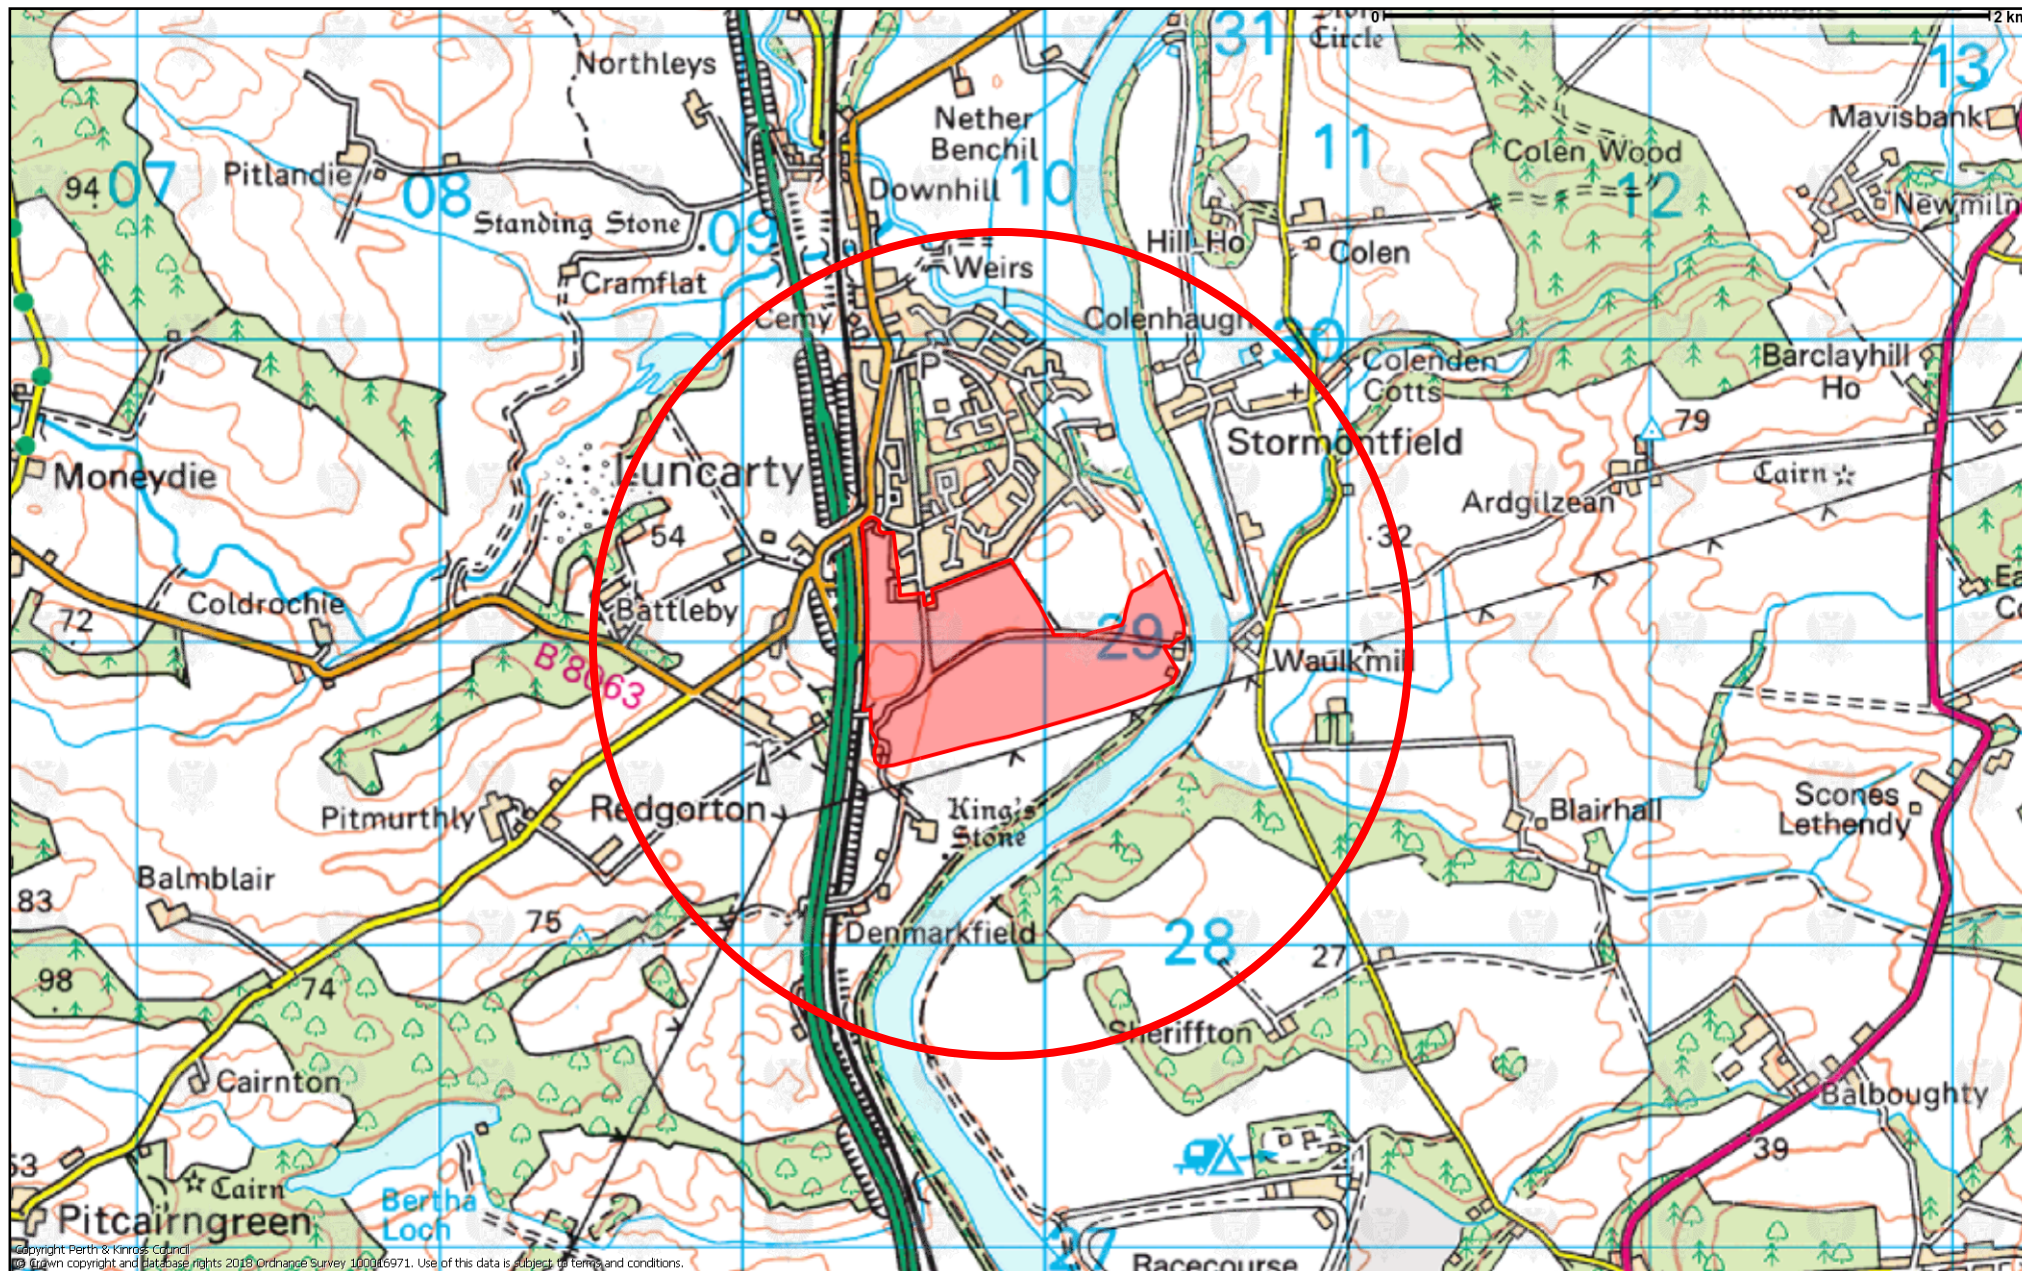 0
2 km
31
Circle
13
Northleys
Mavisbank
Nether
Benchil
11
Colen Wood
Pitlandie
94
07
08
Downhill
10
12
Newmiln
Standing Stone
09
Hill Ho
Colen
Weirs
Cramflat
Cemy
Colenhaugh
30
P
Colenden
Cotts
Barclayhill
Ho
79
Stormontfield
Luncarty
Moneydie
Cairn
Ardgilzean
54
32
Coldrochie
Battleby
72
29
B 8063
Waulkmill
Redgorton
King's
Stone
Pitmurthly
Blairhall
Scones
Lethendy
Balmblair
83
75
Denmarkfield
28
27
98
74
Sheriffton
Cairnton
Balboughty
39
53
Cairn
Bertha
Loch
Pitcairngreen
27
Racecourse
Copyright Perth & Kinross Council
© Crown copyright and database rights 2018 Ordnance Survey 100016971. Use of this data is subject to terms and conditions.